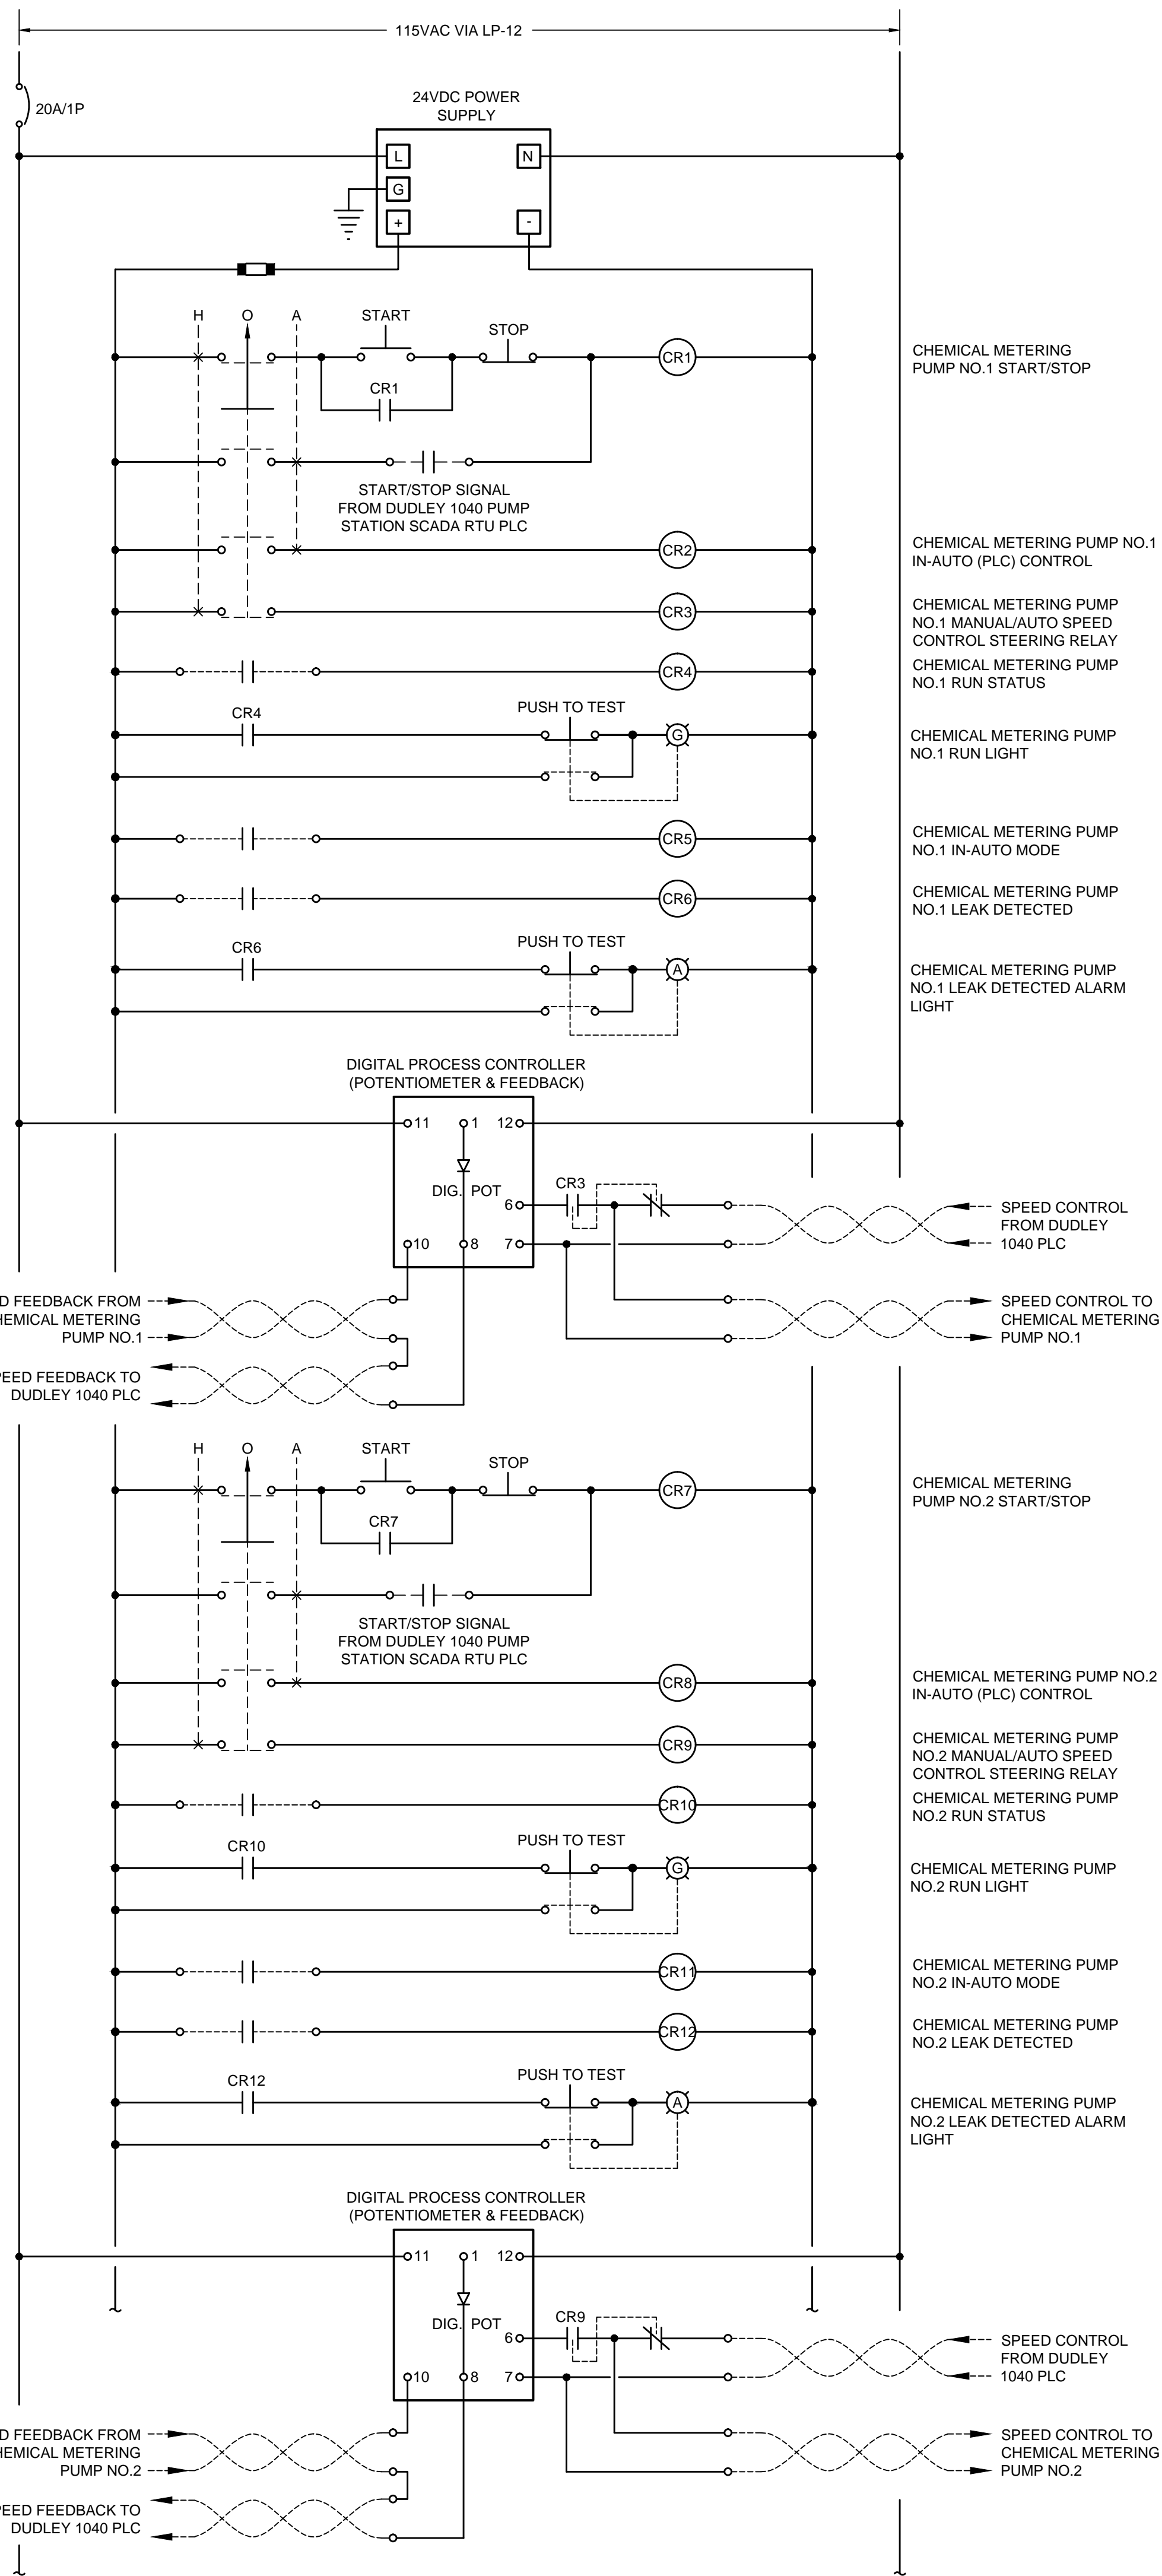 115VAC VIA LP-12
20A/1P
24VDC POWER
SUPPLY
L
N
G
+
-
H
O
A
START
STOP
CR1
CR1
CHEMICAL METERING
PUMP NO.1 START/STOP
START/STOP SIGNAL
FROM DUDLEY 1040 PUMP
STATION SCADA RTU PLC
CR2
CHEMICAL METERING PUMP NO.1
IN-AUTO (PLC) CONTROL
CR3
CHEMICAL METERING PUMP
NO.1 MANUAL/AUTO SPEED
CONTROL STEERING RELAY
CR4
CHEMICAL METERING PUMP
NO.1 RUN STATUS
CR4
PUSH TO TEST
G
CHEMICAL METERING PUMP
NO.1 RUN LIGHT
CR5
CHEMICAL METERING PUMP
NO.1 IN-AUTO MODE
CR6
CHEMICAL METERING PUMP
NO.1 LEAK DETECTED
CR6
PUSH TO TEST
A
CHEMICAL METERING PUMP
NO.1 LEAK DETECTED ALARM
LIGHT
DIGITAL PROCESS CONTROLLER
(POTENTIOMETER & FEEDBACK)
11
1
12
DIG. POT
6
CR3
10
8
7
SPEED CONTROL
FROM DUDLEY
1040 PLC
D FEEDBACK FROM
HEMICAL METERING
PUMP NO.1
SPEED CONTROL TO
CHEMICAL METERING
PUMP NO.1
PEED FEEDBACK TO
DUDLEY 1040 PLC
H
O
A
START
STOP
CR7
CR7
CHEMICAL METERING
PUMP NO.2 START/STOP
START/STOP SIGNAL
FROM DUDLEY 1040 PUMP
STATION SCADA RTU PLC
CR8
CHEMICAL METERING PUMP NO.2
IN-AUTO (PLC) CONTROL
CR9
CHEMICAL METERING PUMP
NO.2 MANUAL/AUTO SPEED
CONTROL STEERING RELAY
CR10
CHEMICAL METERING PUMP
NO.2 RUN STATUS
CR10
PUSH TO TEST
G
CHEMICAL METERING PUMP
NO.2 RUN LIGHT
CR11
CHEMICAL METERING PUMP
NO.2 IN-AUTO MODE
CR12
CHEMICAL METERING PUMP
NO.2 LEAK DETECTED
CR12
PUSH TO TEST
A
CHEMICAL METERING PUMP
NO.2 LEAK DETECTED ALARM
LIGHT
DIGITAL PROCESS CONTROLLER
(POTENTIOMETER & FEEDBACK)
11
1
12
DIG. POT
6
CR9
10
8
7
SPEED CONTROL
FROM DUDLEY
1040 PLC
D FEEDBACK FROM
HEMICAL METERING
PUMP NO.2
SPEED CONTROL TO
CHEMICAL METERING
PUMP NO.2
PEED FEEDBACK TO
DUDLEY 1040 PLC